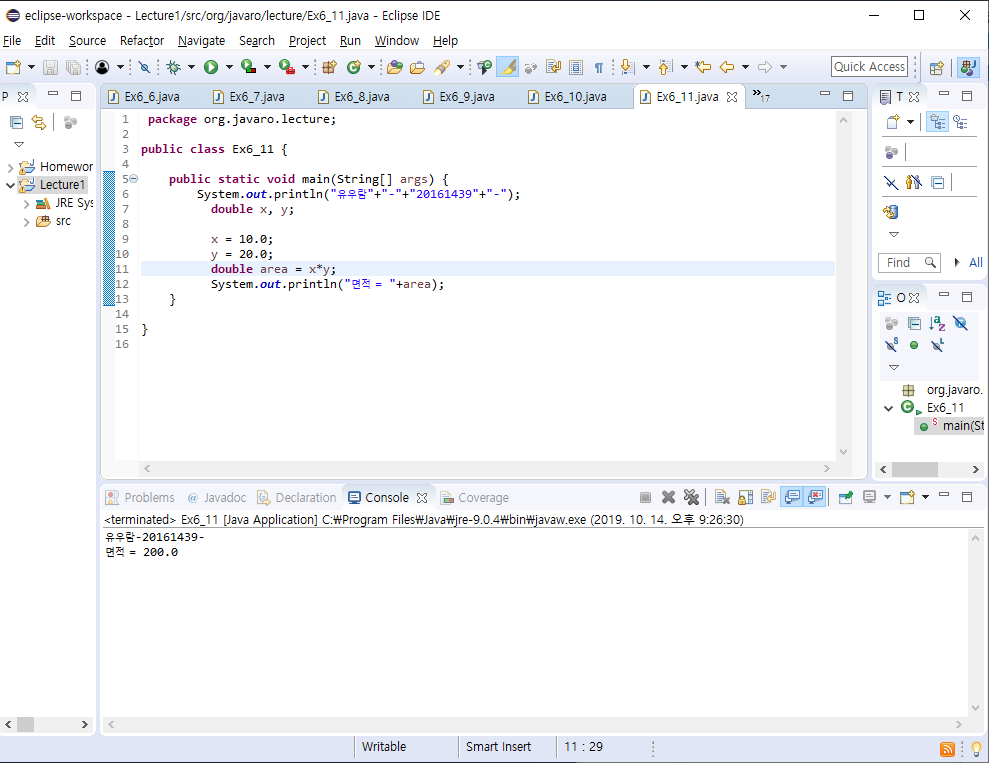 eclipse-workspace - Lecture1/src/org/javaro/lecture/Ex6_11.java - Eclipse IDE
File Edit Source Refactor Navigate Search Project Run Window Help
Quick Access
P
Ex6_6.java Ex6_7.java Ex6_8.java Ex6_9.java Ex6_10.java Ex6_11.java »17
T
Homewor
Lecture1
JRE Sys
src
1 package org.javaro.lecture;
2
3 public class Ex6_11 {
4
5 public static void main(String[] args) {
6 System.out.println("유우람"+"-"+"20161439"+"-");
7 double x, y;
8
9 x = 10.0;
10 y = 20.0;
11 double area = x*y;
12 System.out.println("면적 = "+area);
13 }
14
15 }
16
Find All
O
org.javaro.
Ex6_11
main(St
Problems @ Javadoc Declaration Console Coverage
<terminated> Ex6_11 [Java Application] C:₩Program Files₩Java₩jre-9.0.4₩bin₩javaw.exe (2019. 10. 14. 오후 9:26:30)
유우람-20161439-
면적 = 200.0
Writable Smart Insert 11 : 29